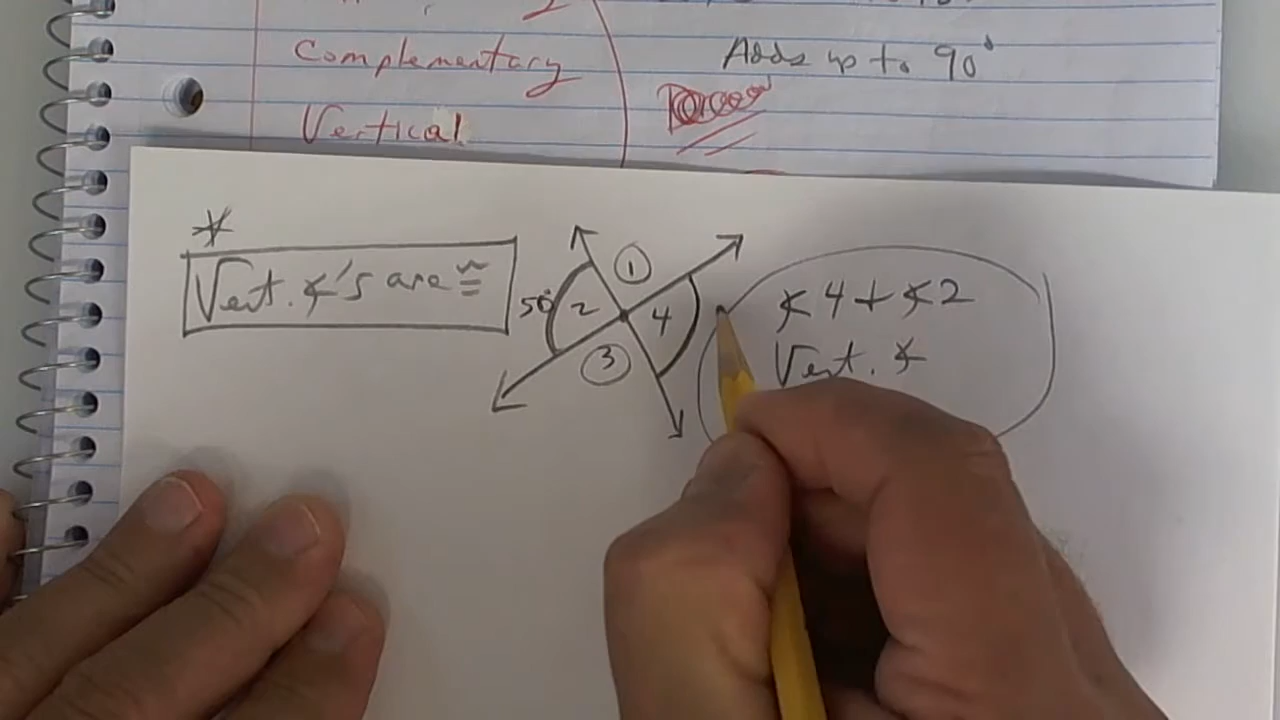 Complementary
Adds up to 90°
Vertical
*
Vert. ∡'s are ≅
50°
1
2
4
3
∡4 + ∡2
Vert. ∡